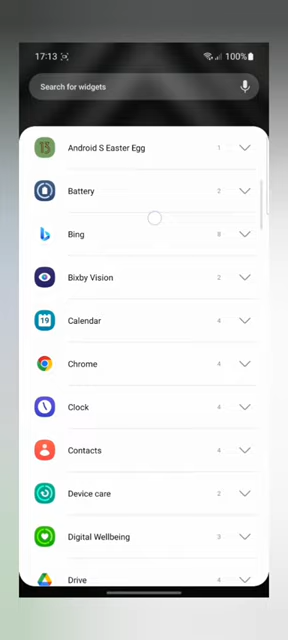 17:13 100%
Search for widgets
Android S Easter Egg 1
Battery 2
Bing 8
Bixby Vision 2
19 Calendar 4
Chrome 4
Clock 4
Contacts 4
Device care 2
Digital Wellbeing 3
Drive 4